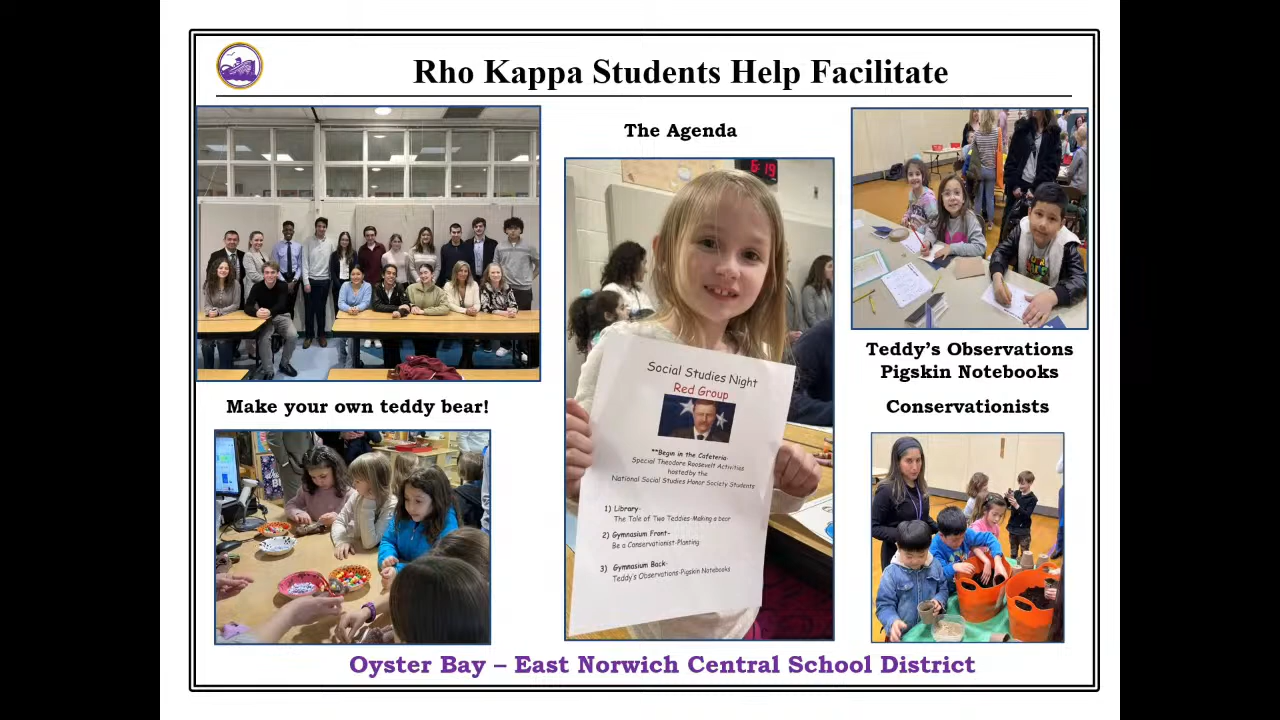 Rho Kappa Students Help Facilitate
The Agenda
6:19
Social Studies Night
Red Group
**Begin in the Cafeteria-
Special Theodore Roosevelt Activities
hosted by the
National Social Studies Honor Society Students
1) Library-
The Tale of Two Teddies-Making a bear
2) Gymnasium Front-
Be a Conservationist-Planting
3) Gymnasium Back-
Teddy's Observations-Pigskin Notebooks
Teddy's Observations
Pigskin Notebooks
Make your own teddy bear!
Conservationists
Oyster Bay – East Norwich Central School District